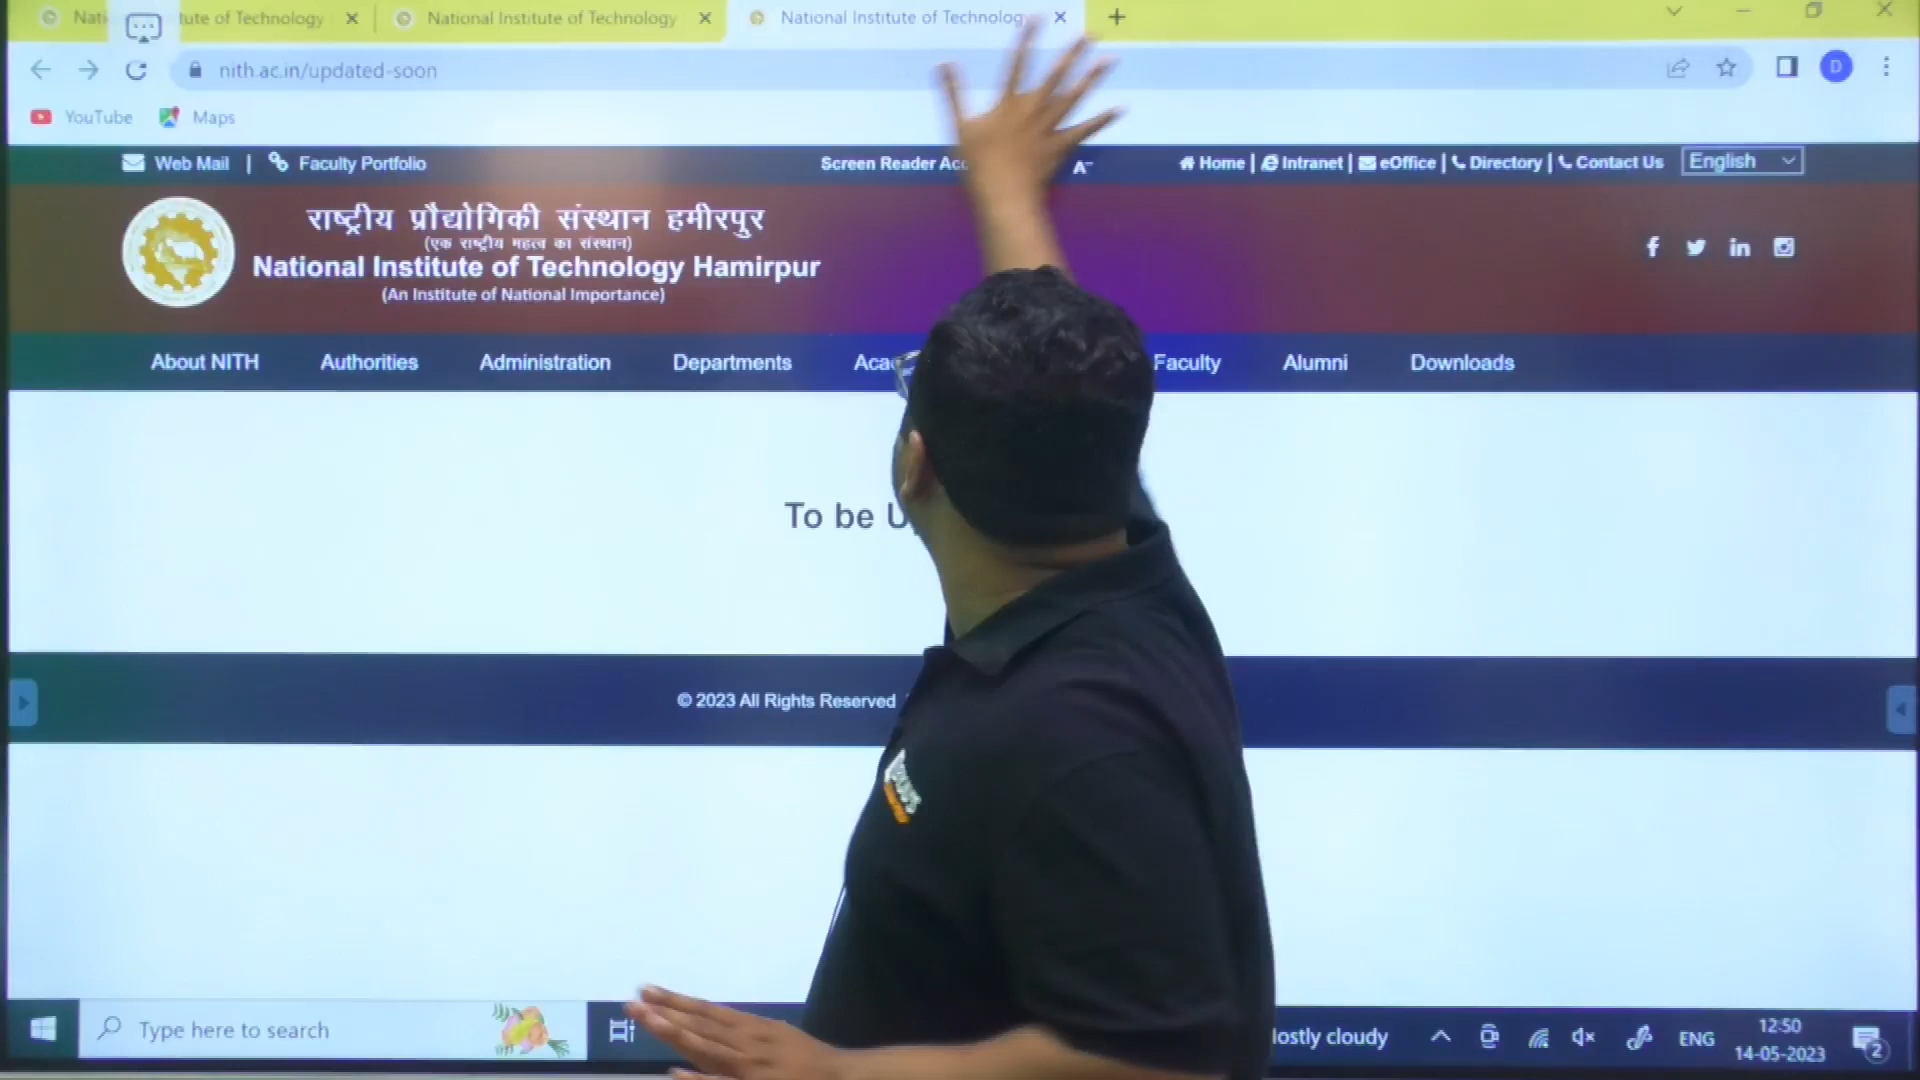 tute of Technology
National Institute of Technology
National Institute of Technolog
nith.ac.in/updated-soon
D
YouTube
Maps
Web Mail | Faculty Portfolio
Screen Reader
A-
Home | Intranet | eOffice | Directory | Contact Us
English
राष्ट्रीय प्रौद्योगिकी संस्थान हमीरपुर
(एक राष्ट्रीय महत्व का संस्थान)
National Institute of Technology Hamirpur
(An Institute of National Importance)
About NITH
Authorities
Administration
Departments
Faculty
Alumni
Downloads
To be
© 2023 All Rights Reserved
Type here to search
ostly cloudy
ENG
12:50
14-05-2023
2